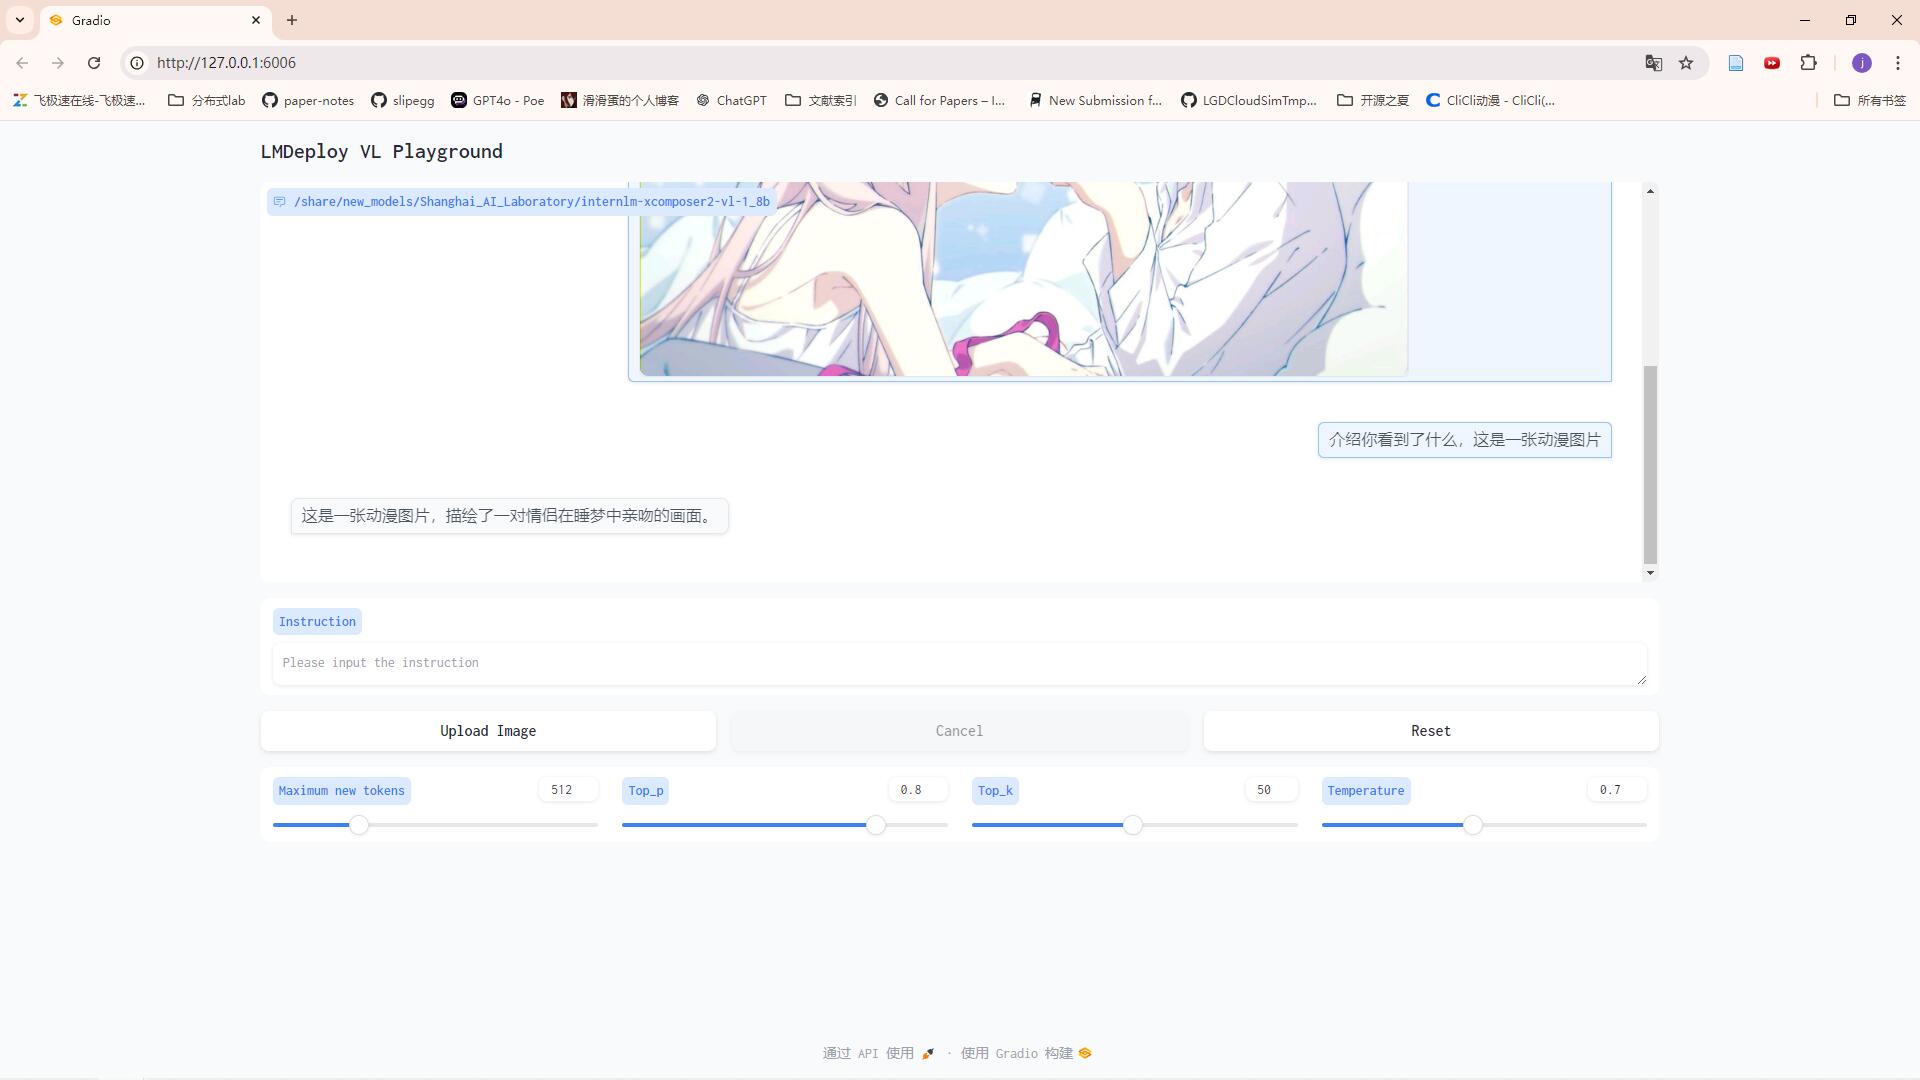 Gradio
http://127.0.0.1:6006
j
飞极速在线-飞极速...
分布式lab
paper-notes
slipegg
GPT4o - Poe
滑滑蛋的个人博客
ChatGPT
文献索引
Call for Papers – I...
New Submission f...
LGDCloudSimTmp...
开源之夏
CliCli动漫 - CliCli(...
所有书签
LMDeploy VL Playground
/share/new_models/Shanghai_AI_Laboratory/internlm-xcomposer2-vl-1_8b
介绍你看到了什么，这是一张动漫图片
这是一张动漫图片，描绘了一对情侣在睡梦中亲吻的画面。
Instruction
Please input the instruction
Upload Image
Cancel
Reset
Maximum new tokens
512
Top_p
0.8
Top_k
50
Temperature
0.7
通过 API 使用 · 使用 Gradio 构建